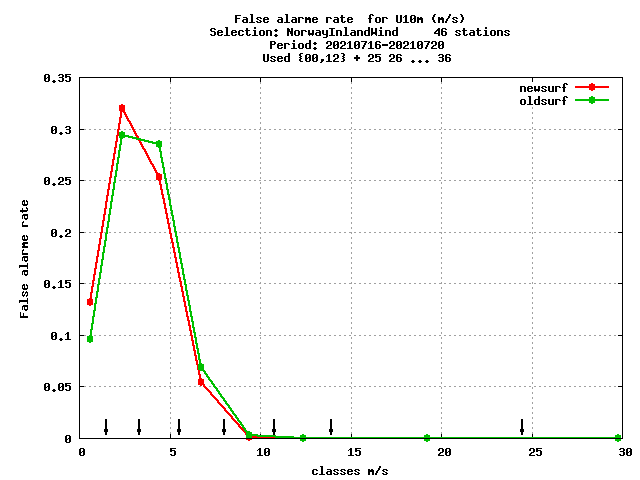 False alarme rate  for U10m (m/s)
Selection: NorwayInlandWind     46 stations
Period: 20210716-20210720
Used {00,12} + 25 26 ... 36
newsurf
oldsurf
0.35
0.3
0.25
0.2
0.15
0.1
0.05
0
False alarme rate
0 5 10 15 20 25 30
classes m/s